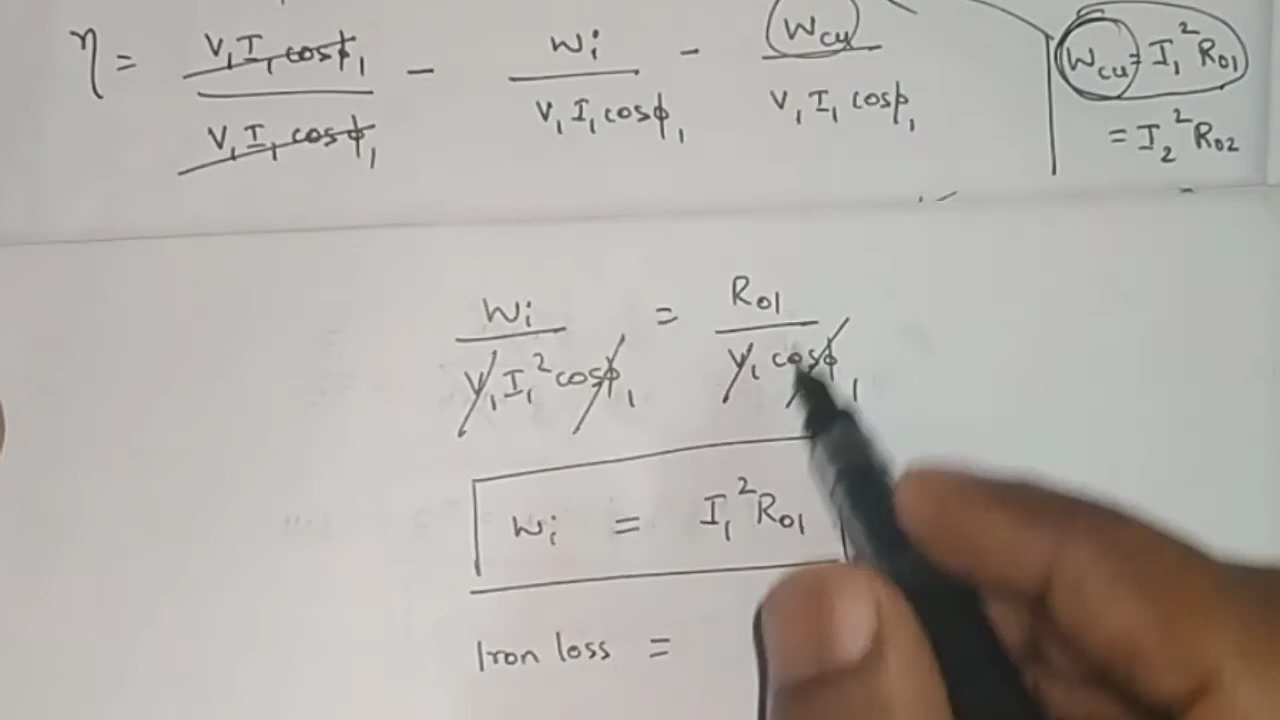 η = V₁I₁cosϕ₁ / V₁I₁cosϕ₁ − Wi / V₁I₁cosϕ₁ − Wcu / V₁I₁cosϕ₁
Wcu = I₁²R₀₁
= I₂²R₀₂
Wi / V₁I₁²cosϕ₁ = R₀₁ / V₁cosϕ₁
Wi = I₁²R₀₁
Iron loss =